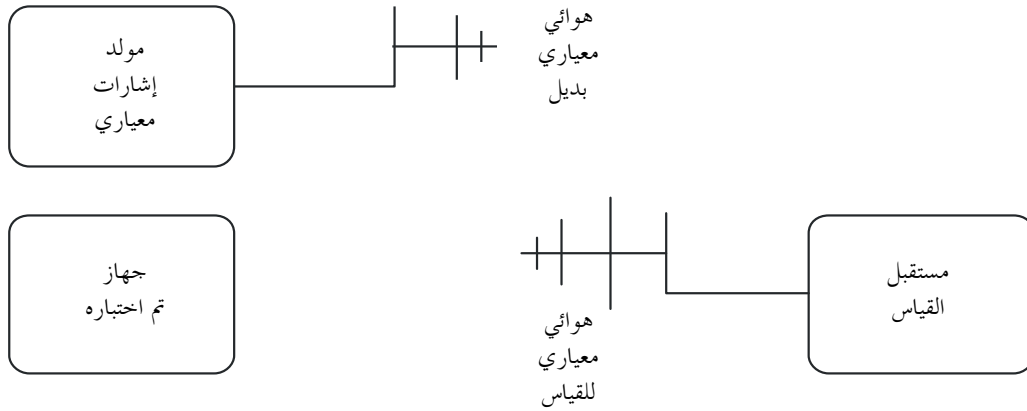 مولد
إشارات
معياري
هوائي
معياري
بديل
جهاز
تم اختباره
هوائي
معياري
للقياس
مستقبل
القياس